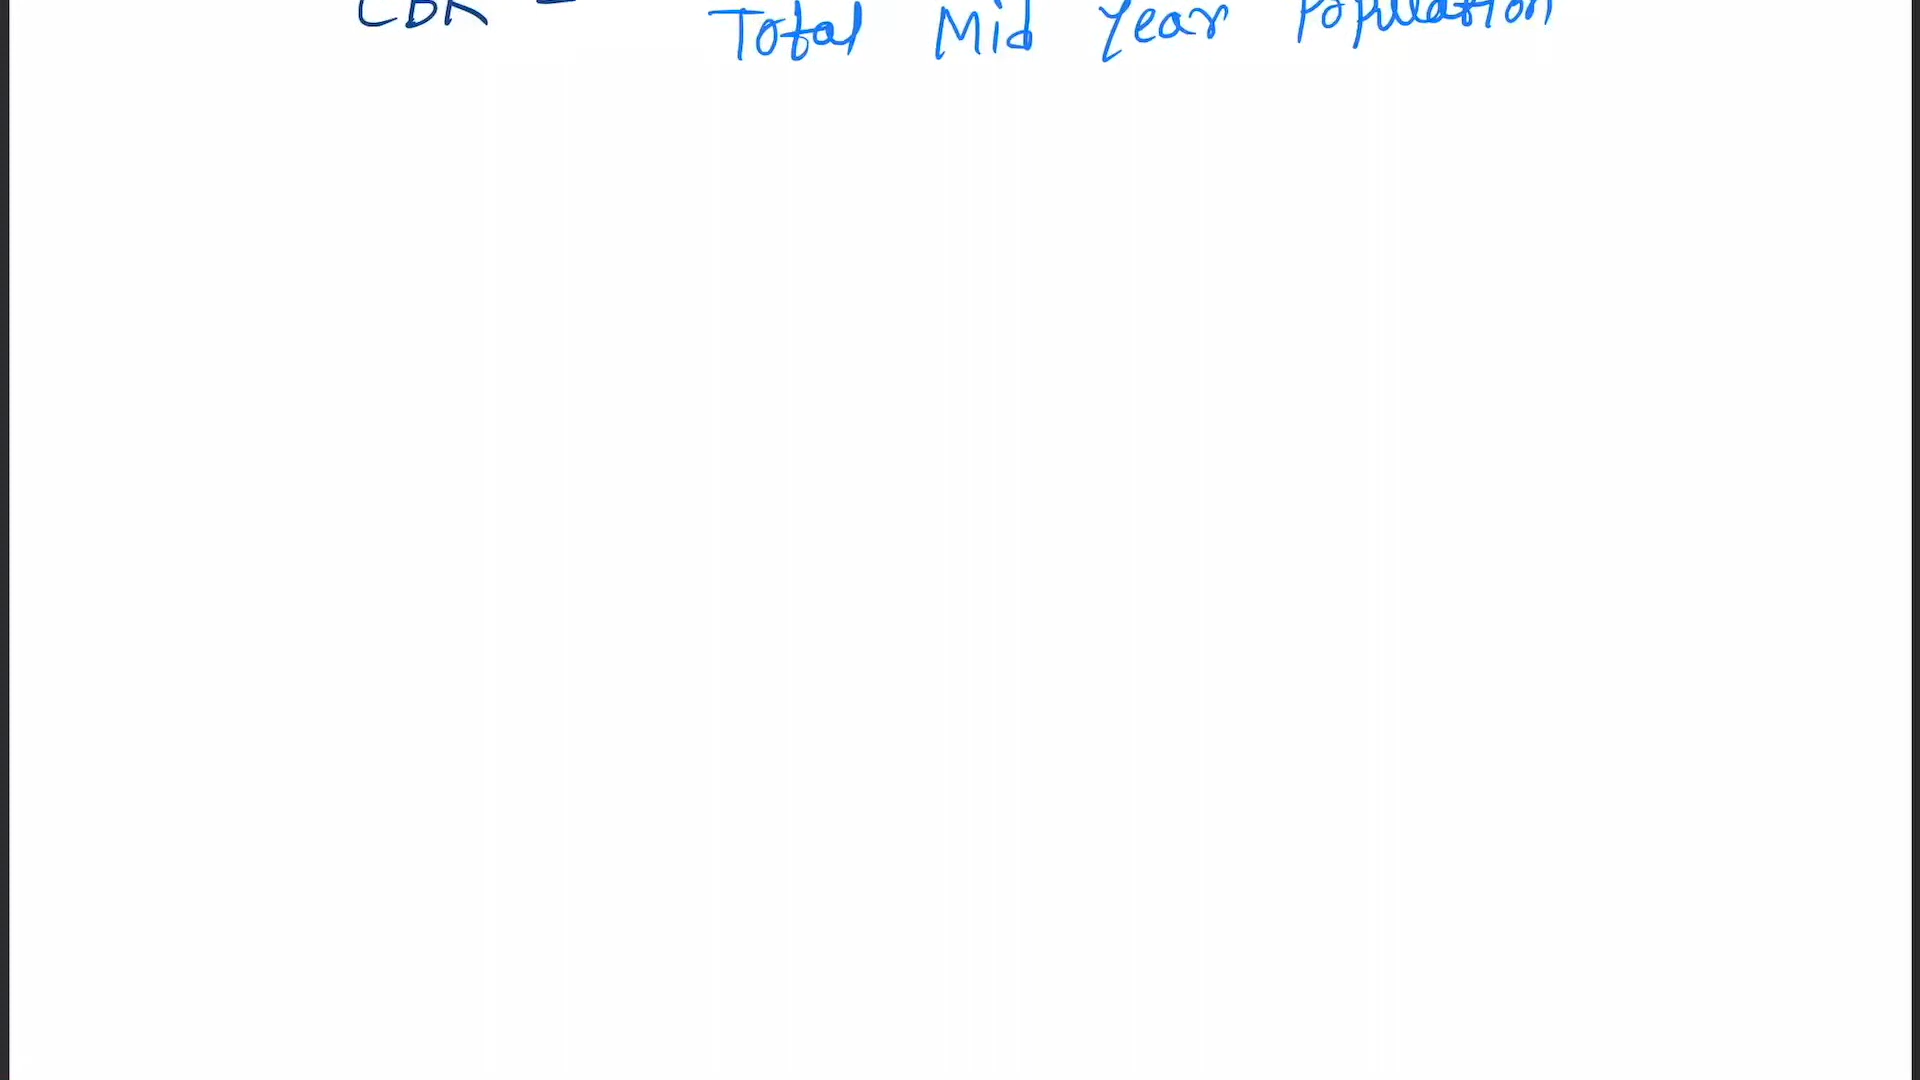 CBR =
Total Mid Year Population